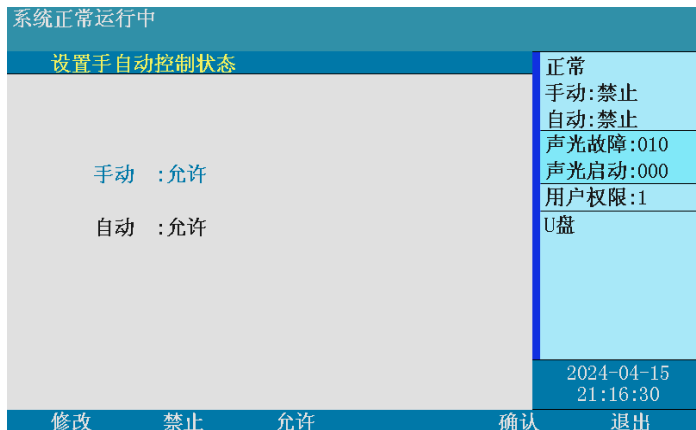 系统正常运行中
设置手自动控制状态
手动 :允许
自动 :允许
正常
手动:禁止
自动:禁止
声光故障:010
声光启动:000
用户权限:1
U盘
2024-04-15
21:16:30
修改 禁止 允许 确认 退出